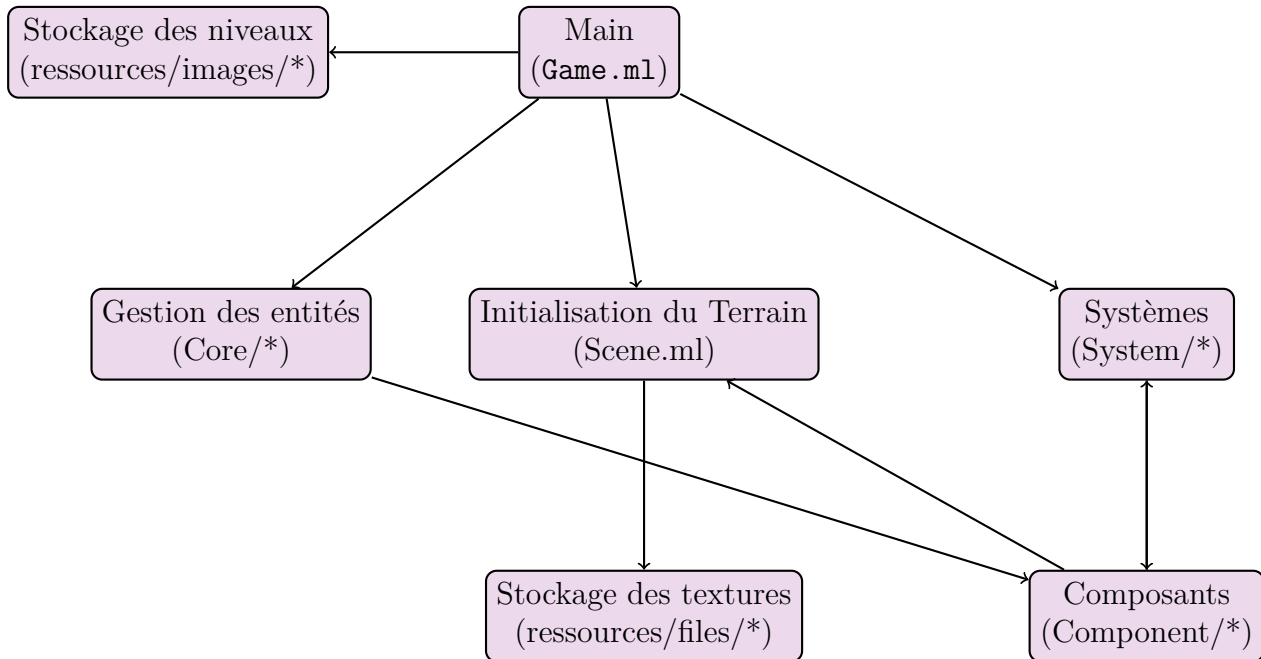 Stockage des niveaux
(ressources/images/*)
Main
(Game.ml)
Gestion des entités
(Core/*)
Initialisation du Terrain
(Scene.ml)
Systèmes
(System/*)
Stockage des textures
(ressources/files/*)
Composants
(Component/*)